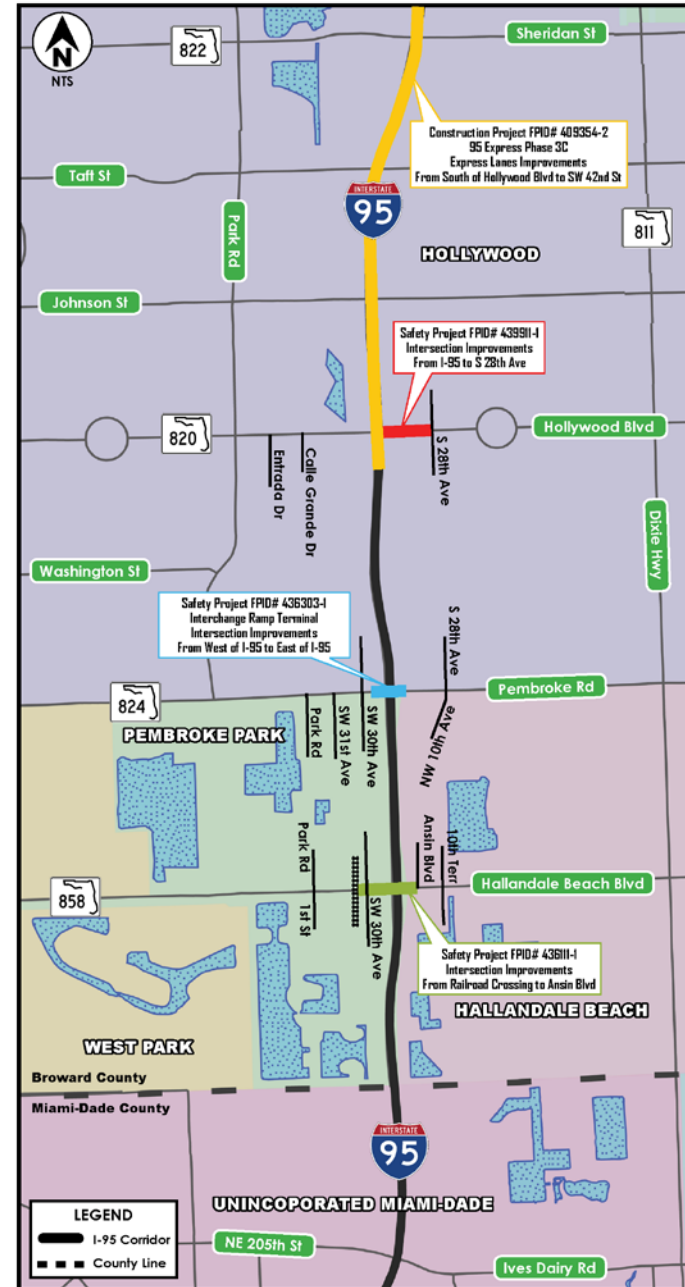 N
NTS
822
Sheridan St
Construction Project FPID# 409354-2
95 Express Phase 3C
Express Lanes Improvements
From South of Hollywood Blvd to SW 42nd St
Taft St
INTERSTATE
95
Park Rd
811
HOLLYWOOD
Johnson St
Safety Project FPID# 439911-1
Intersection Improvements
From I-95 to S 28th Ave
820
Hollywood Blvd
Entrada Dr
Calle Grande Dr
S 28th Ave
Dixie Hwy
Washington St
Safety Project FPID# 436303-1
Interchange Ramp Terminal
Intersection Improvements
From West of I-95 to East of I-95
S 28th Ave
824
Pembroke Rd
PEMBROKE PARK
Park Rd
SW 31st Ave
SW 30th Ave
NW 10th Ave
Park Rd
1st St
SW 30th Ave
Ansin Blvd
10th Terr
858
Hallandale Beach Blvd
Safety Project FPID# 436111-1
Intersection Improvements
From Railroad Crossing to Ansin Blvd
HALLANDALE BEACH
WEST PARK
Broward County
Miami-Dade County
INTERSTATE
95
UNINCOPORATED MIAMI-DADE
LEGEND
I-95 Corridor
County Line
NE 205th St
Ives Dairy Rd